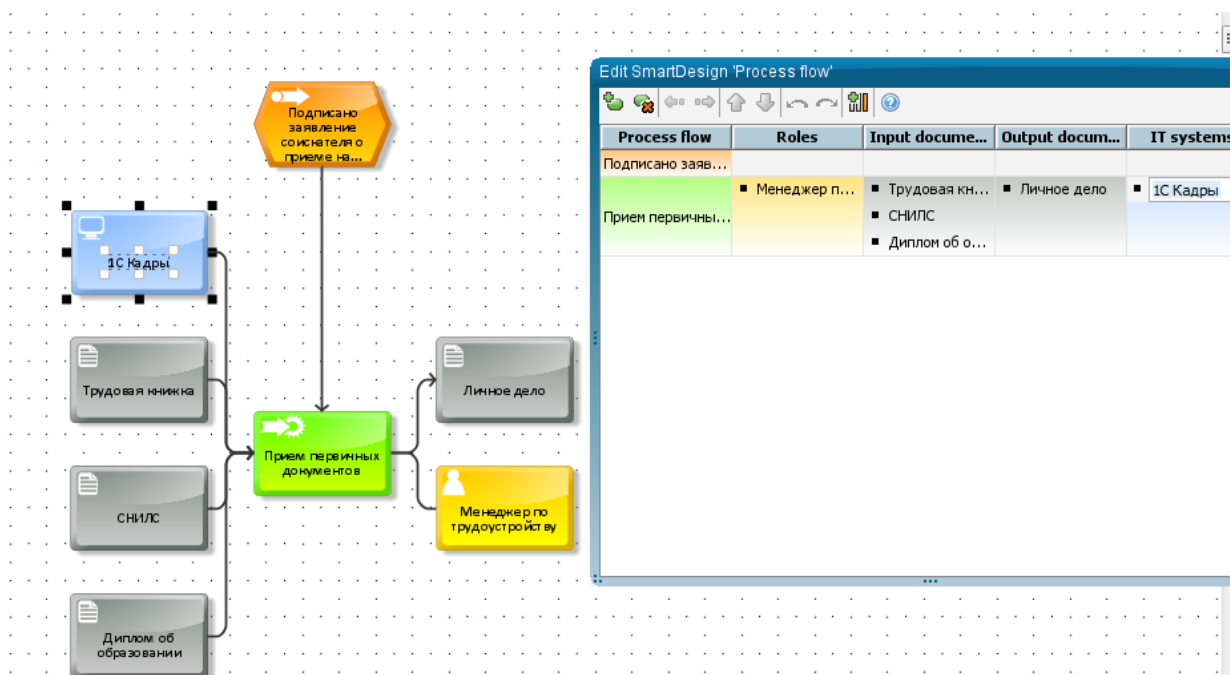 Подписано
заявление
соискателя о
приеме на...
1С Кадры
Трудовая книжка
Личное дело
Прием первичных
документов
СНИЛС
Менеджер по
трудоустройству
Диплом об
образовании
Edit SmartDesign 'Process flow'
Process flow Roles Input docume... Output docum... IT systems
Подписано заяв...
Менеджер п... Трудовая кн... Личное дело 1С Кадры
Прием первичны... СНИЛС
Диплом об о...